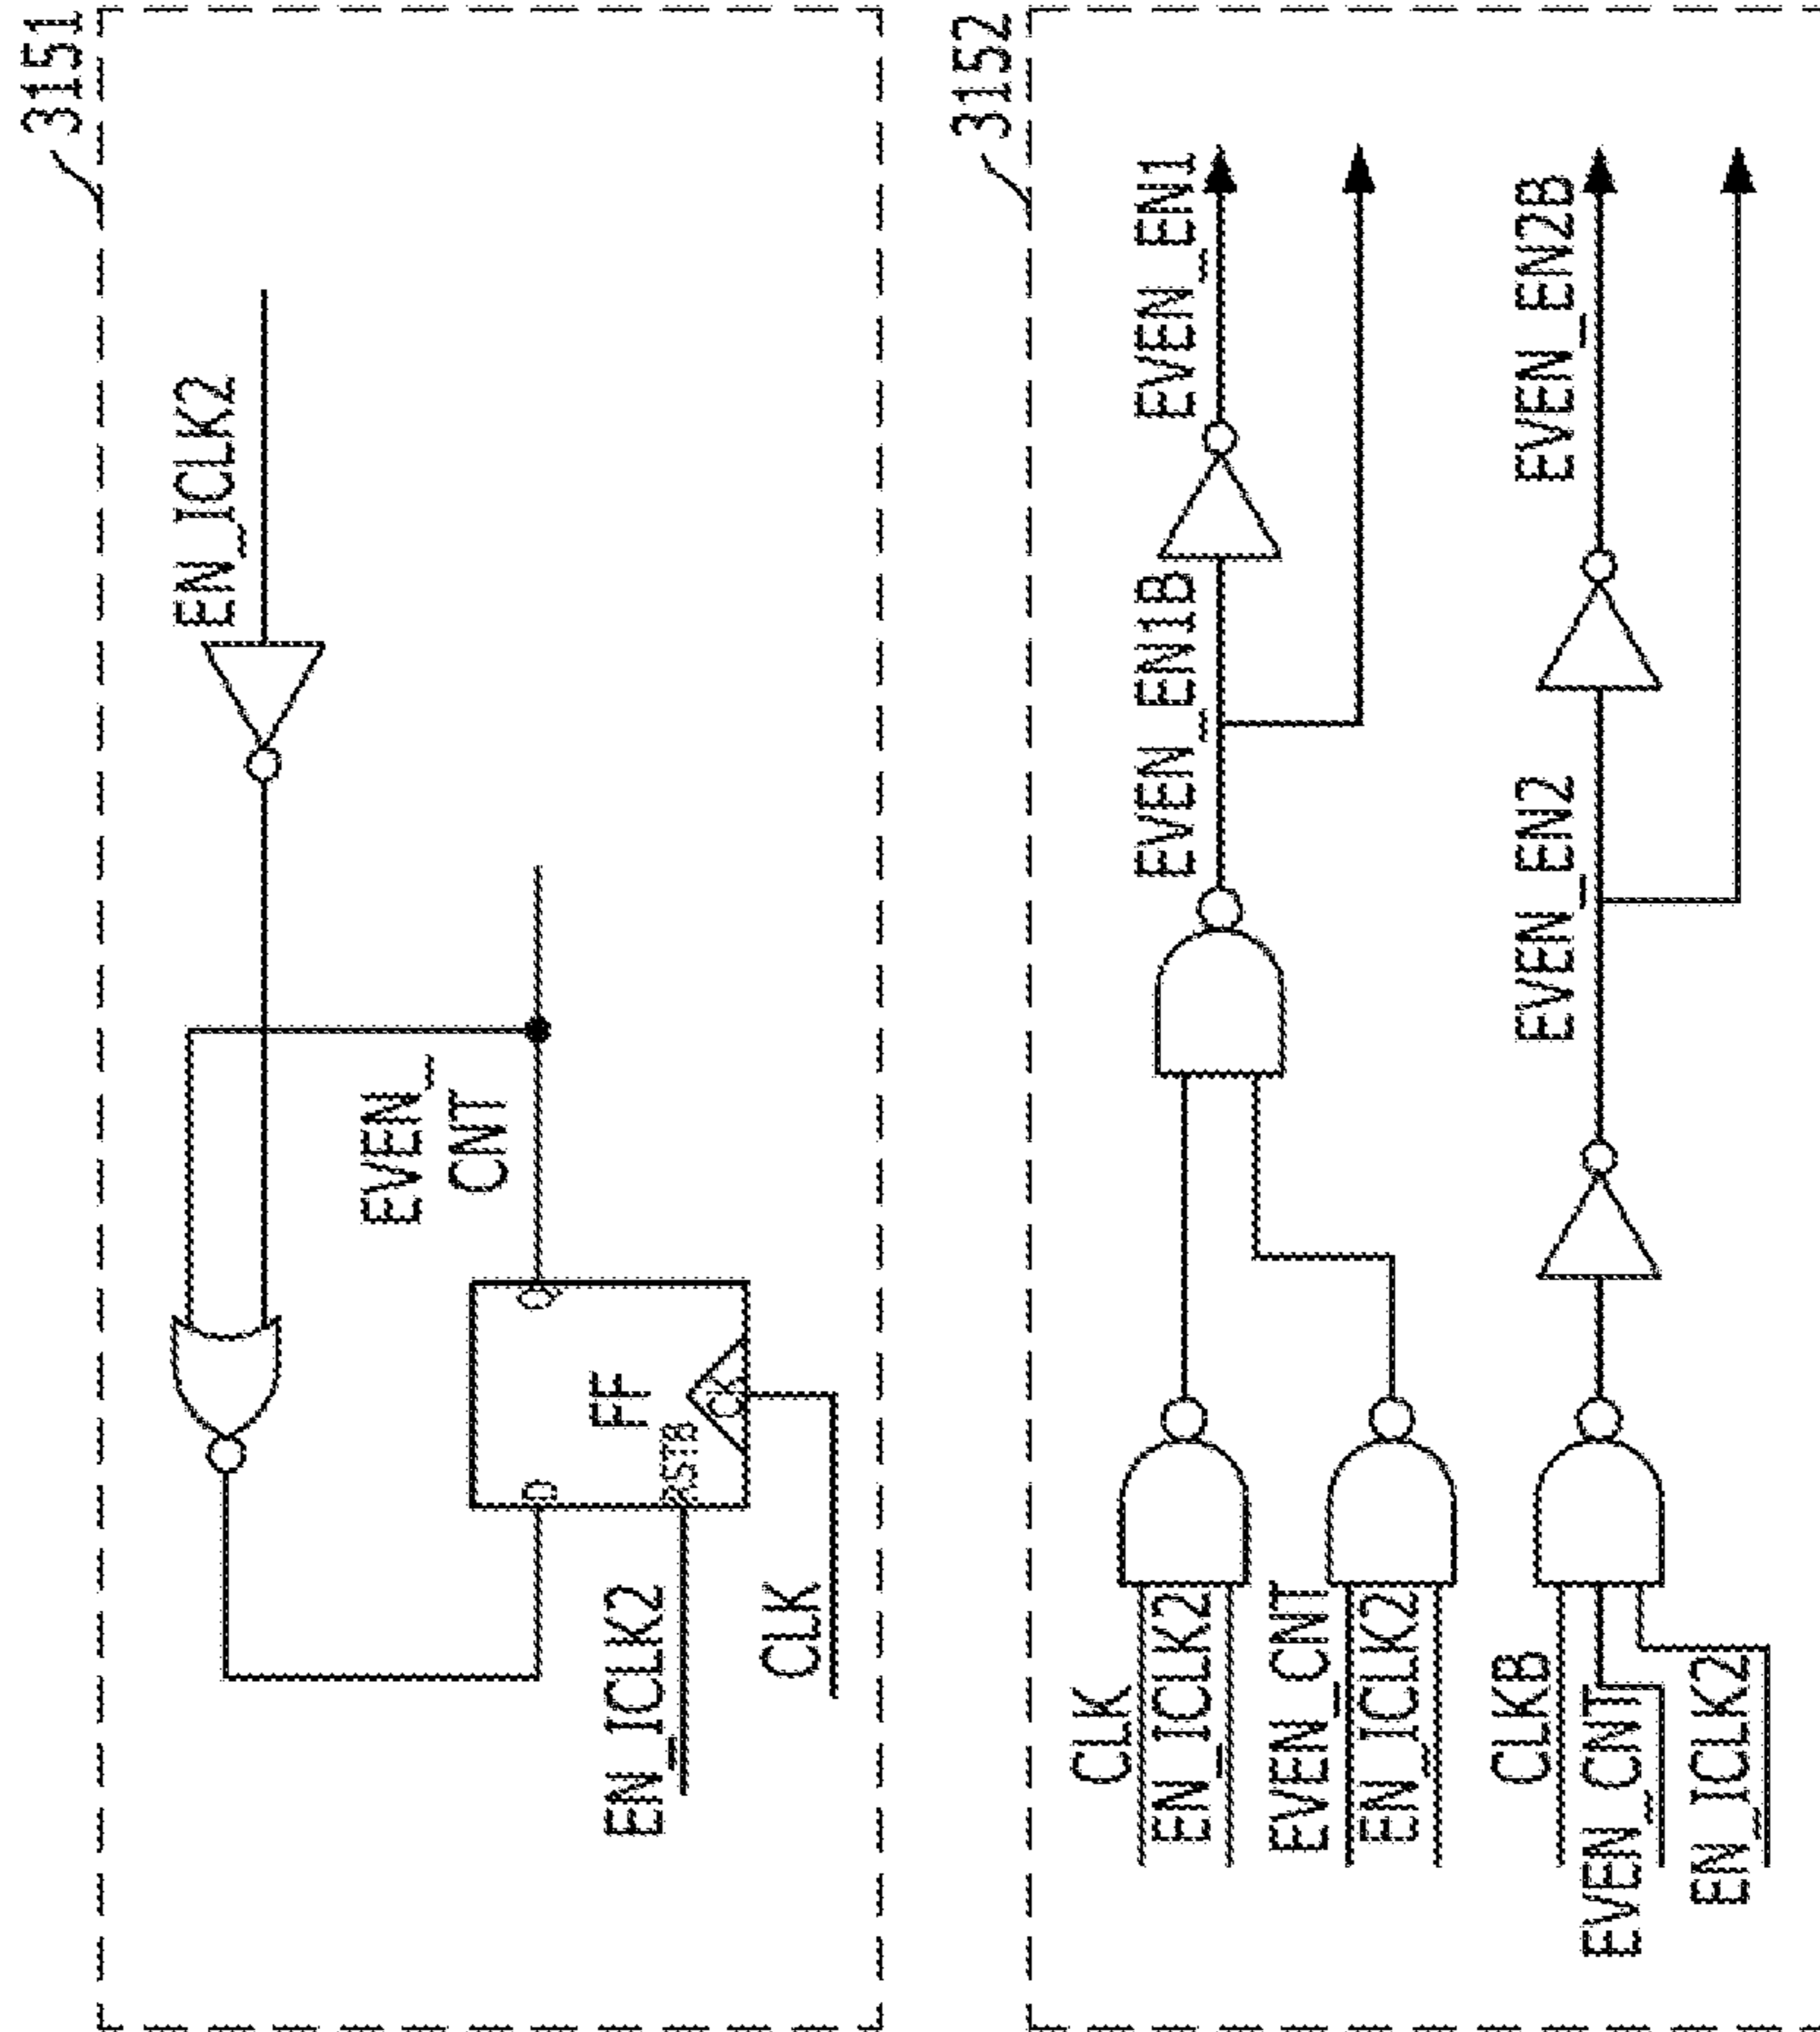 3151
EN_ICLK2
EVEN_
CNT
D
Q
FF
RSTB
CK
EN_ICLK2
CLK
3152
CLK
EN_ICLK2
EVEN_EN1B
EVEN_EN1
EVEN_CNT
EN_ICLK2
CLKB
EVEN_EN2
EVEN_EN2B
EVEN_CNT
EN_ICLK2